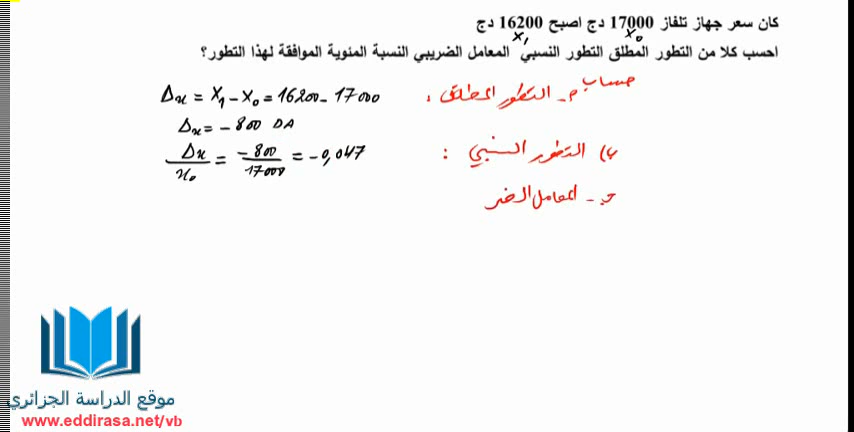 كان سعر جهاز تلفاز 17000 دج اصبح 16200 دج
x₀ x₁
احسب كلا من التطور المطلق التطور النسبي المعامل الضريبي النسبة المئوية الموافقة لهذا التطور؟
حساب
أ- التطور المطلق :
Δx = x₁ - x₀ = 16200 - 17000
Δx = - 800 DA
ب) التطور النسبي :
Δx/x₀ = -800/17000 = -0,047
ج - المعامل الضر
موقع الدراسة الجزائري
www.eddirasa.net/vb